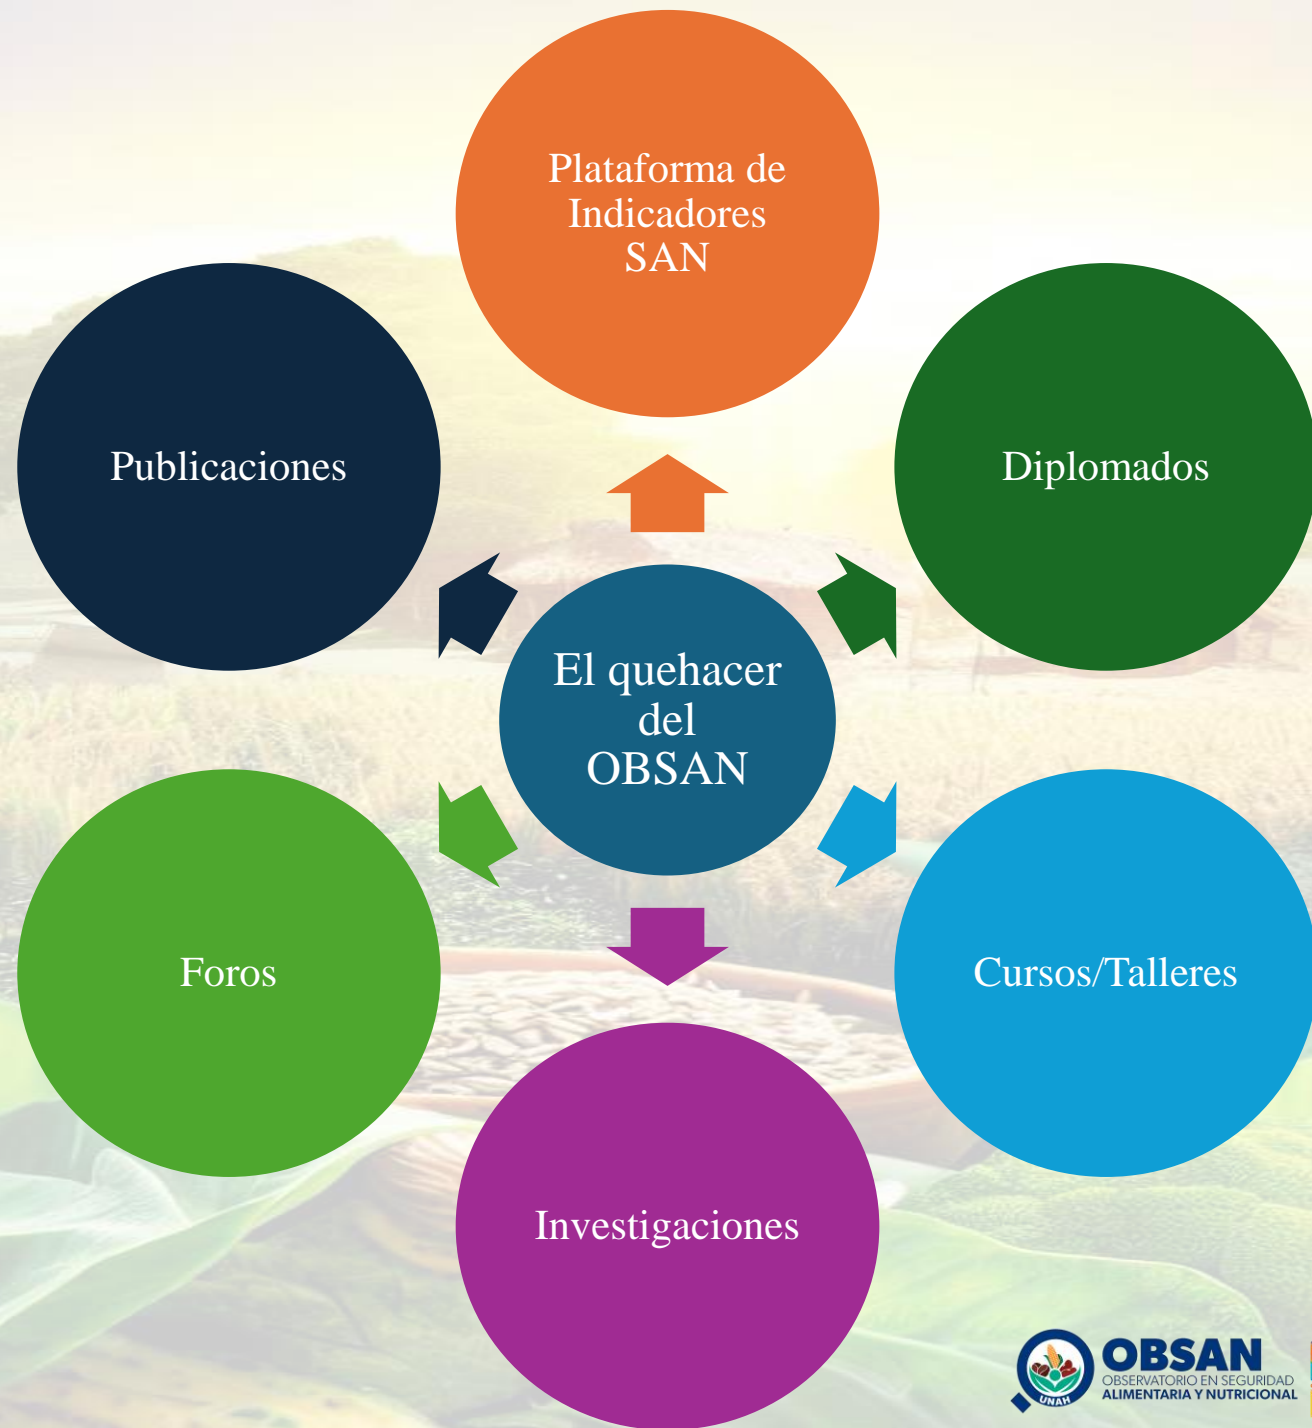 Plataforma de
Indicadores
SAN
Publicaciones
Diplomados
El quehacer
del
OBSAN
Foros
Cursos/Talleres
Investigaciones
OBSAN
OBSERVATORIO EN SEGURIDAD
ALIMENTARIA Y NUTRICIONAL
UNAH